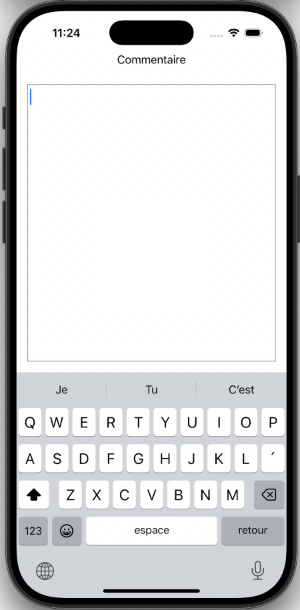 11:24
Commentaire
Je Tu C'est
Q W E R T Y U I O P
A S D F G H J K L ´
Z X C V B N M
123 espace retour